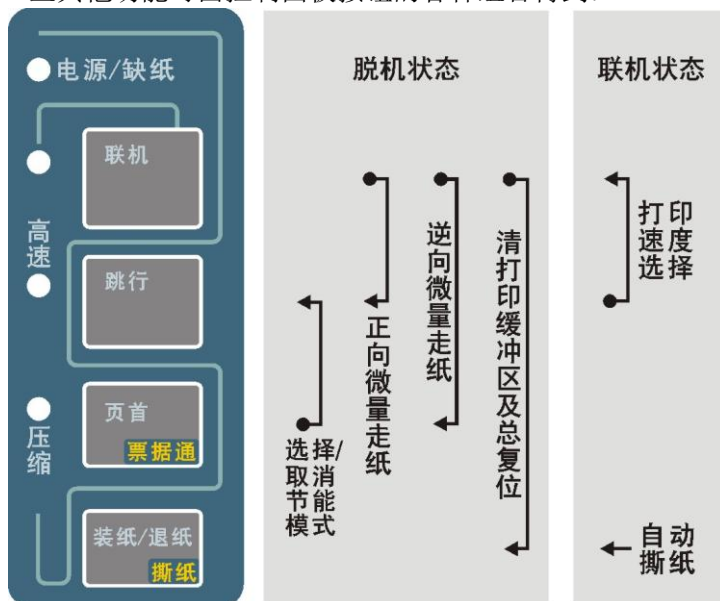 电源/缺纸
联机
高速
跳行
页首
票据通
压缩
装纸/退纸
撕纸
脱机状态
选择/
取消
节能
模式
正向微量走纸
逆向微量走纸
清打印缓冲区及总复位
联机状态
打印
速度
选择
自动
撕纸